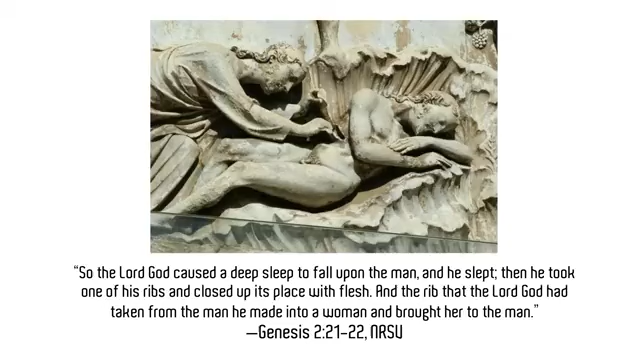 “So the Lord God caused a deep sleep to fall upon the man, and he slept; then he took
one of his ribs and closed up its place with flesh. And the rib that the Lord God had
taken from the man he made into a woman and brought her to the man.”
—Genesis 2:21-22, NRSV